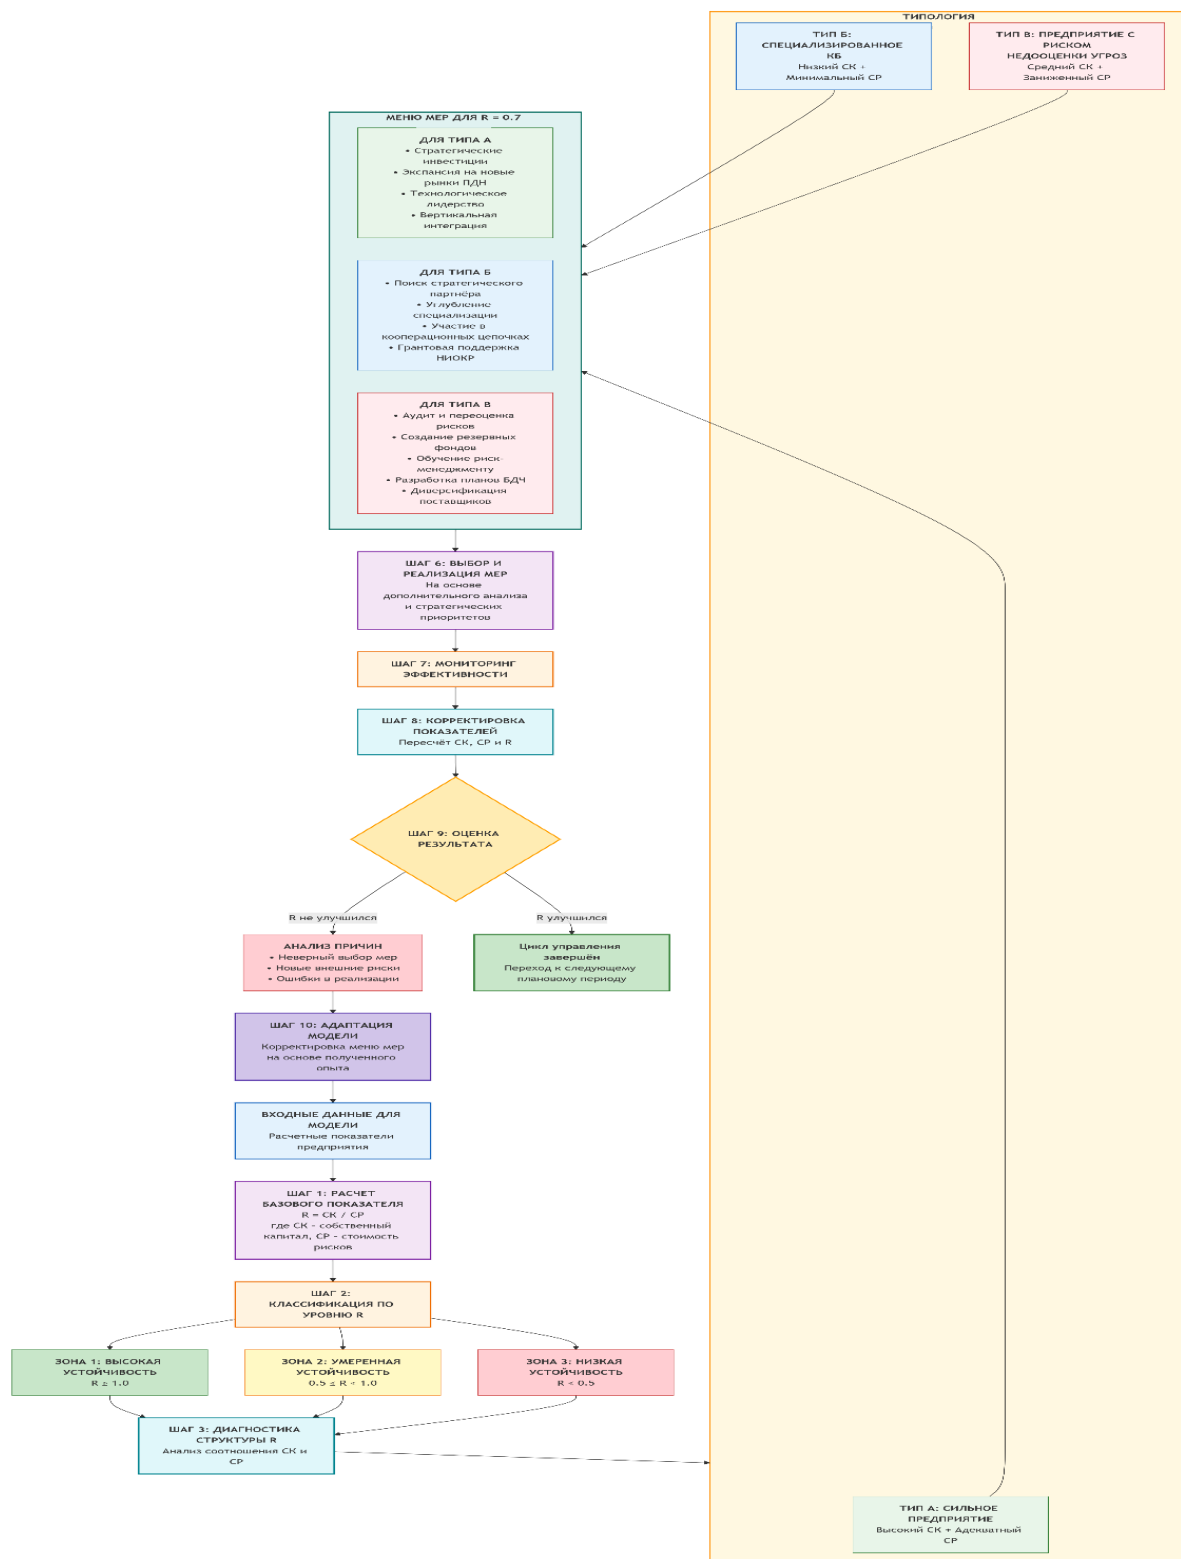 ТИПОЛОГИЯ
ТИП Б:
СПЕЦИАЛИЗИРОВАННОЕ
КБ
Низкий СК +
Минимальный СР
ТИП В: ПРЕДПРИЯТИЕ С
РИСКОМ
НЕДООЦЕНКИ УГРОЗ
Средний СК +
Заниженный СР
МЕНЮ МЕР ДЛЯ R = 0.7
ДЛЯ ТИПА А
• Стратегические
инвестиции
• Экспансия на новые
рынки ПДН
• Технологическое
лидерство
• Вертикальная
интеграция
ДЛЯ ТИПА Б
• Поиск стратегического
партнёра
• Углубление
специализации
• Участие в
кооперационных цепочках
• Грантовая поддержка
НИОКР
ДЛЯ ТИПА В
• Аудит и переоценка
рисков
• Создание резервных
фондов
• Обучение риск-
менеджменту
• Разработка планов БДЧ
• Диверсификация
поставщиков
ШАГ 6: ВЫБОР И
РЕАЛИЗАЦИЯ МЕР
На основе
дополнительного анализа
и стратегических
приоритетов
ШАГ 7: МОНИТОРИНГ
ЭФФЕКТИВНОСТИ
ШАГ 8: КОРРЕКТИРОВКА
ПОКАЗАТЕЛЕЙ
Пересчёт СК, СР и R
ШАГ 9: ОЦЕНКА
РЕЗУЛЬТАТА
R не улучшился
R улучшился
АНАЛИЗ ПРИЧИН
• Неверный выбор мер
• Новые внешние риски
• Ошибки в реализации
Цикл управления
завершён
Переход к следующему
плановому периоду
ШАГ 10: АДАПТАЦИЯ
МОДЕЛИ
Корректировка меню мер
на основе полученного
опыта
ВХОДНЫЕ ДАННЫЕ ДЛЯ
МОДЕЛИ
Расчетные показатели
предприятия
ШАГ 1: РАСЧЕТ
БАЗОВОГО ПОКАЗАТЕЛЯ
R = СК / СР
где СК - собственный
капитал, СР - стоимость
рисков
ШАГ 2:
КЛАССИФИКАЦИЯ ПО
УРОВНЮ R
ЗОНА 1: ВЫСОКАЯ
УСТОЙЧИВОСТЬ
R ≥ 1.0
ЗОНА 2: УМЕРЕННАЯ
УСТОЙЧИВОСТЬ
0.5 ≤ R < 1.0
ЗОНА 3: НИЗКАЯ
УСТОЙЧИВОСТЬ
R < 0.5
ШАГ 3: ДИАГНОСТИКА
СТРУКТУРЫ R
Анализ соотношения СК и
СР
ТИП А: СИЛЬНОЕ
ПРЕДПРИЯТИЕ
Высокий СК + Адекватный
СР